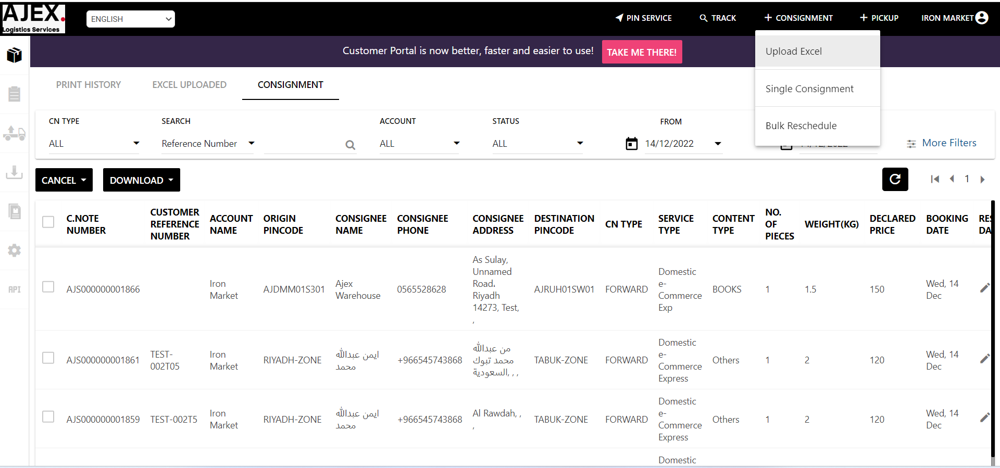 AJEX.
Logistics Services
ENGLISH
PIN SERVICE
TRACK
CONSIGNMENT
PICKUP
IRON MARKET
Customer Portal is now better, faster and easier to use!
TAKE ME THERE!
Upload Excel
Single Consignment
Bulk Reschedule
PRINT HISTORY
EXCEL UPLOADED
CONSIGNMENT
CN TYPE
SEARCH
ACCOUNT
STATUS
FROM
ALL
Reference Number
ALL
ALL
14/12/2022
More Filters
CANCEL
DOWNLOAD
1
C.NOTE
NUMBER
CUSTOMER
REFERENCE
NUMBER
ACCOUNT
NAME
ORIGIN
PINCODE
CONSIGNEE
NAME
CONSIGNEE
PHONE
CONSIGNEE
ADDRESS
DESTINATION
PINCODE
CN TYPE
SERVICE
TYPE
CONTENT
TYPE
NO.
OF
PIECES
WEIGHT(KG)
DECLARED
PRICE
BOOKING
DATE
AJS000000001866
Iron
Market
AJDMM01S301
Ajex
Warehouse
0565528628
As Sulay,
Unnamed
Road،
Riyadh
14273, Test,
,
AJRUH01SW01
FORWARD
Domestic
e-
Commerce
Exp
BOOKS
1
1.5
150
Wed, 14
Dec
AJS000000001861
TEST-
002T05
Iron
Market
RIYADH-ZONE
ايمن عبدالله
محمد
+966545743868
من عبدالله
محمد تبوك
السعودية, , ,
TABUK-ZONE
FORWARD
Domestic
e-
Commerce
Express
Others
1
2
120
Wed, 14
Dec
AJS000000001859
TEST-002T5
Iron
Market
RIYADH-ZONE
ايمن عبدالله
محمد
+966545743868
Al Rawdah, ,
,
TABUK-ZONE
FORWARD
Domestic
e-
Commerce
Express
Others
1
2
120
Wed, 14
Dec
Domestic
API